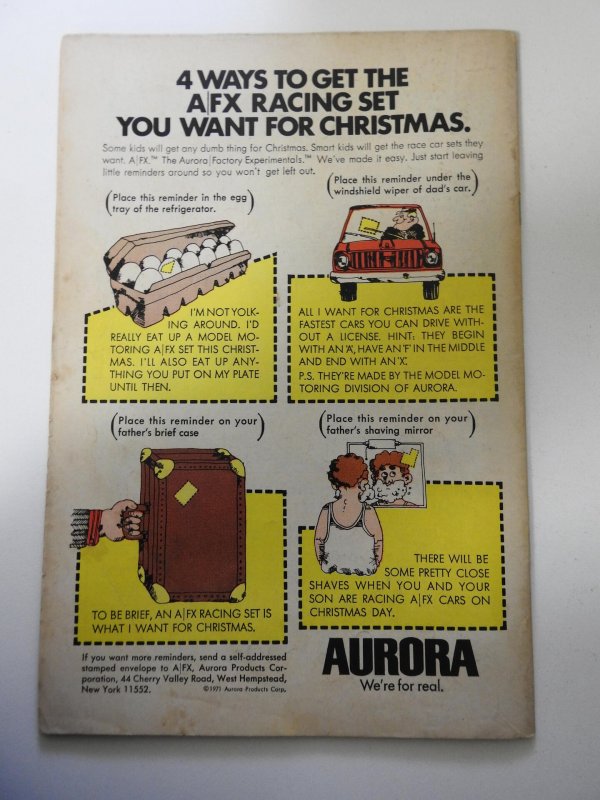 4 WAYS TO GET THE
A|FX RACING SET
YOU WANT FOR CHRISTMAS.
Some kids will get any dumb thing for Christmas. Smart kids will get the race car sets they
want. A|FX.™ The Aurora|Factory Experimentals.™ We've made it easy. Just start leaving
little reminders around so you won't get left out.
(Place this reminder in the egg
tray of the refrigerator.)
I'M NOT YOLK-
ING AROUND. I'D
REALLY EAT UP A MODEL MO-
TORING A|FX SET THIS CHRIST-
MAS. I'LL ALSO EAT UP ANY-
THING YOU PUT ON MY PLATE
UNTIL THEN.
(Place this reminder under the
windshield wiper of dad's car.)
ALL I WANT FOR CHRISTMAS ARE THE
FASTEST CARS YOU CAN DRIVE WITH-
OUT A LICENSE. HINT: THEY BEGIN
WITH AN 'A', HAVE AN 'F' IN THE MIDDLE
AND END WITH AN 'X'.
P.S. THEY'RE MADE BY THE MODEL MO-
TORING DIVISION OF AURORA.
(Place this reminder on your
father's brief case)
TO BE BRIEF, AN A|FX RACING SET IS
WHAT I WANT FOR CHRISTMAS.
(Place this reminder on your
father's shaving mirror)
THERE WILL BE
SOME PRETTY CLOSE
SHAVES WHEN YOU AND YOUR
SON ARE RACING A|FX CARS ON
CHRISTMAS DAY.
If you want more reminders, send a self-addressed
stamped envelope to A|FX, Aurora Products Cor-
poration, 44 Cherry Valley Road, West Hempstead,
New York 11552.
©1971 Aurora Products Corp.
AURORA
We're for real.